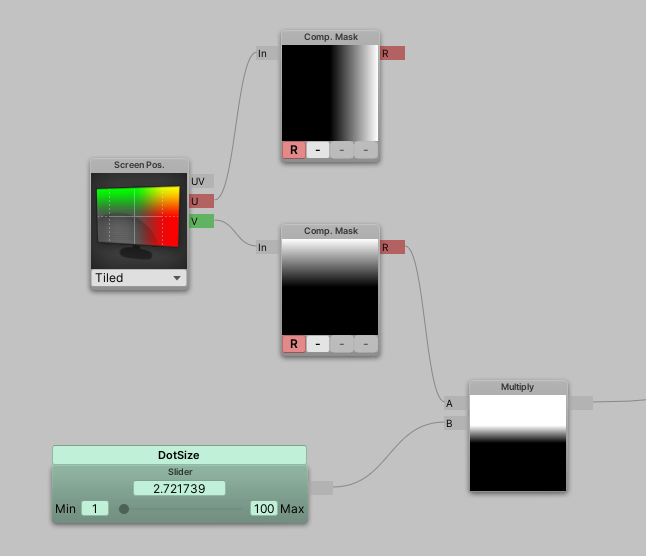 Comp. Mask
In
R
R - - -
Screen Pos.
UV
U
V
Tiled
Comp. Mask
In
R
R - - -
Multiply
A
B
DotSize
Slider
2.721739
Min 1 100 Max